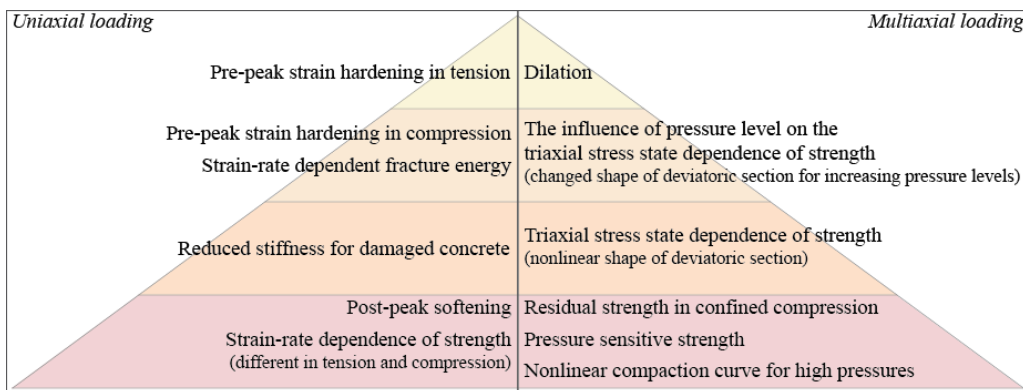 Uniaxial loading
Multiaxial loading
Pre-peak strain hardening in tension
Dilation
Pre-peak strain hardening in compression
Strain-rate dependent fracture energy
The influence of pressure level on the
triaxial stress state dependence of strength
(changed shape of deviatoric section for increasing pressure levels)
Reduced stiffness for damaged concrete
Triaxial stress state dependence of strength
(nonlinear shape of deviatoric section)
Post-peak softening
Strain-rate dependence of strength
(different in tension and compression)
Residual strength in confined compression
Pressure sensitive strength
Nonlinear compaction curve for high pressures